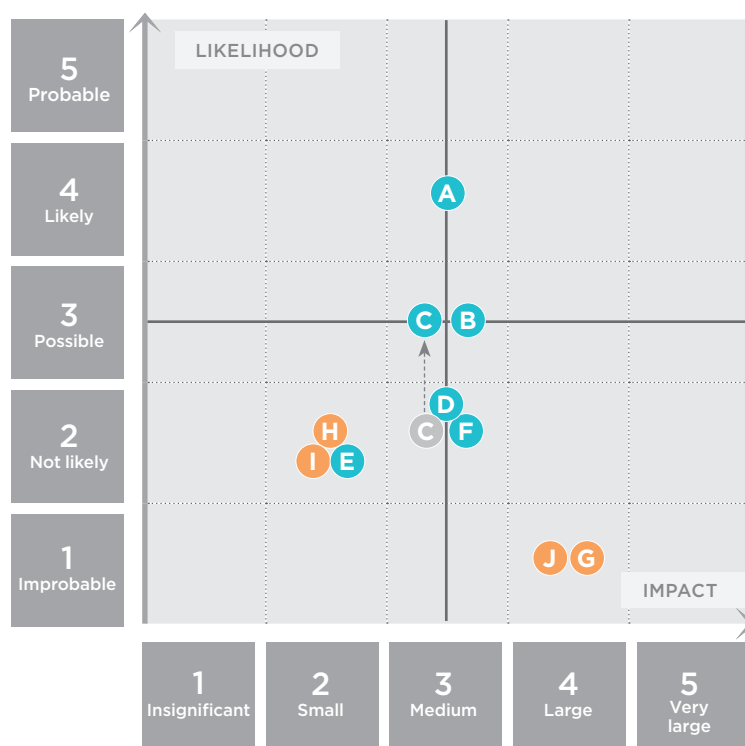 LIKELIHOOD
5
Probable
4
Likely
A
3
Possible
C B
D
2
Not likely
H C F
I E
1
Improbable
J G
IMPACT
1
Insignificant
2
Small
3
Medium
4
Large
5
Very
large